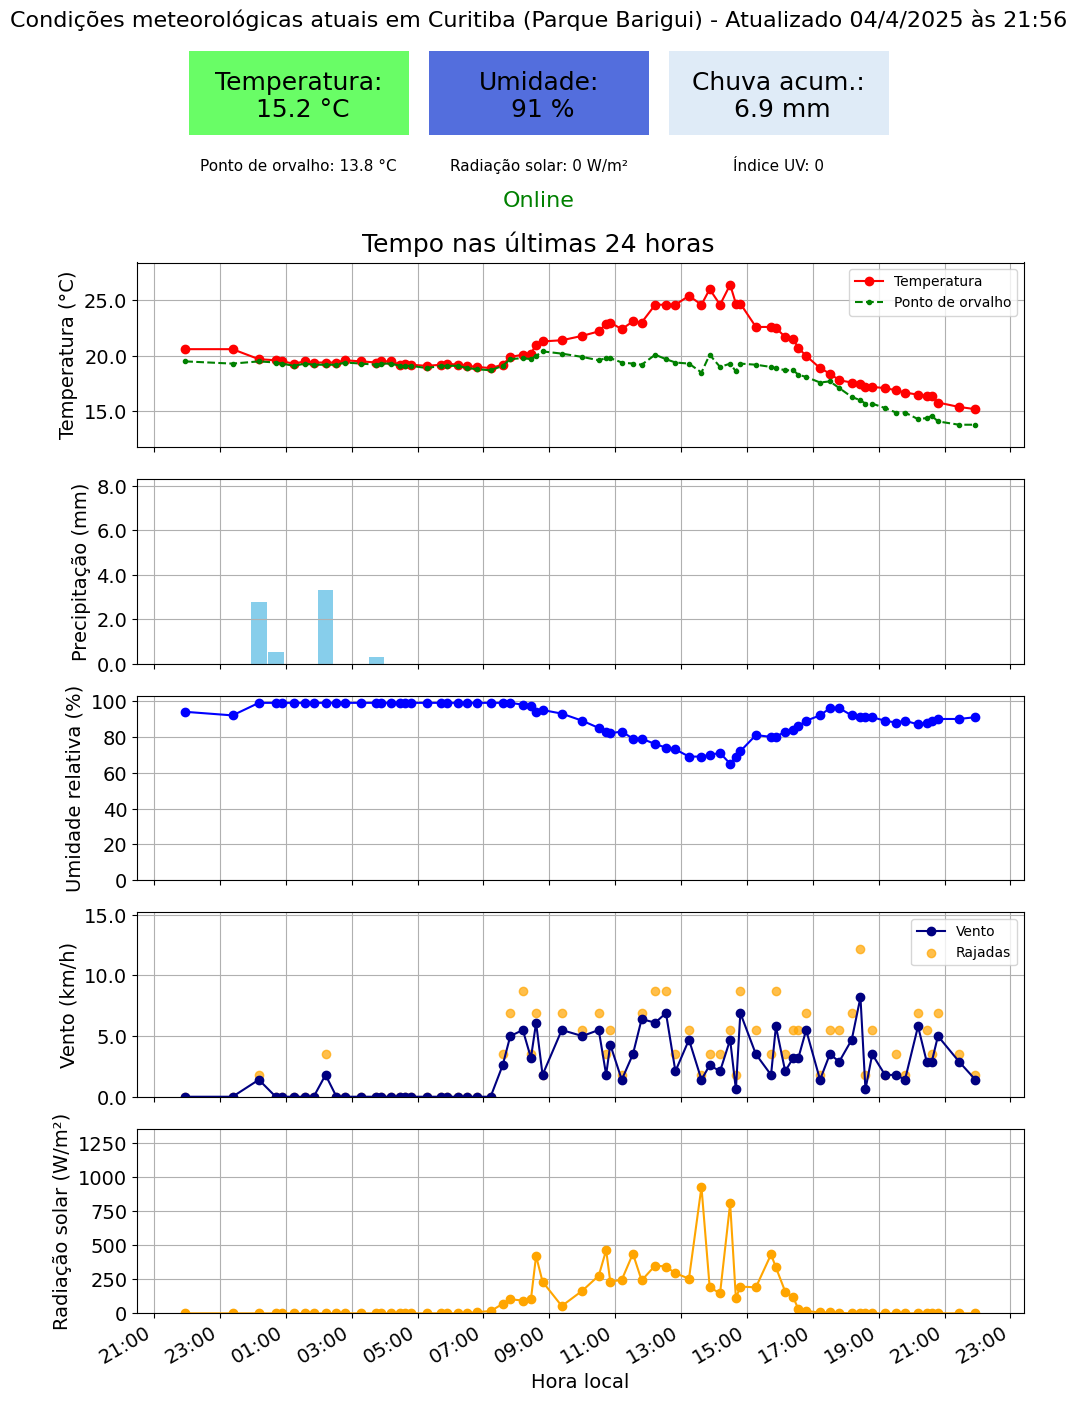 Condições meteorológicas atuais em Curitiba (Parque Barigui) - Atualizado 04/4/2025 às 21:56
Temperatura:
15.2 °C
Umidade:
91 %
Chuva acum.:
6.9 mm
Ponto de orvalho: 13.8 °C
Radiação solar: 0 W/m²
Índice UV: 0
Online
Tempo nas últimas 24 horas
Temperatura (°C)
25.0
20.0
15.0
Temperatura
Ponto de orvalho
Precipitação (mm)
8.0
6.0
4.0
2.0
0.0
Umidade relativa (%)
100
80
60
40
20
0
Vento (km/h)
15.0
10.0
5.0
0.0
Vento
Rajadas
Radiação solar (W/m²)
1250
1000
750
500
250
0
21:00 23:00 01:00 03:00 05:00 07:00 09:00 11:00 13:00 15:00 17:00 19:00 21:00 23:00
Hora local